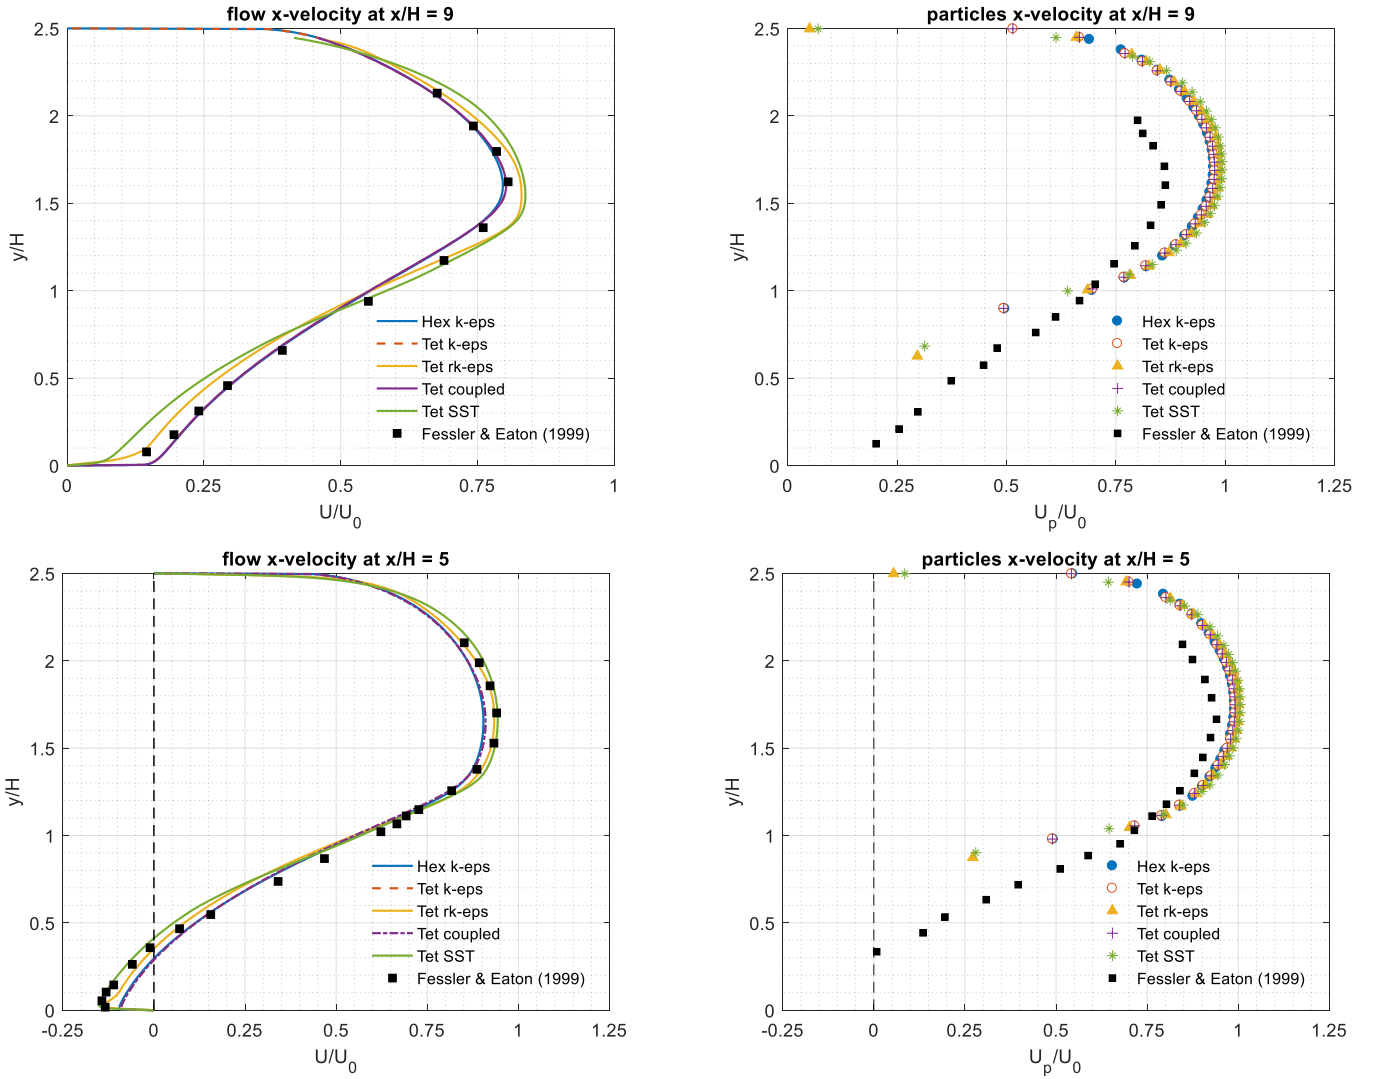 flow x-velocity at x/H = 9
2.5
2
1.5
1
0.5
0
y/H
0 0.25 0.5 0.75 1
U/U0
Hex k-eps
Tet k-eps
Tet rk-eps
Tet coupled
Tet SST
Fessler & Eaton (1999)
particles x-velocity at x/H = 9
2.5
2
1.5
1
0.5
0
y/H
0 0.25 0.5 0.75 1 1.25
Up/U0
Hex k-eps
Tet k-eps
Tet rk-eps
Tet coupled
Tet SST
Fessler & Eaton (1999)
flow x-velocity at x/H = 5
2.5
2
1.5
1
0.5
0
y/H
-0.25 0 0.25 0.5 0.75 1 1.25
U/U0
Hex k-eps
Tet k-eps
Tet rk-eps
Tet coupled
Tet SST
Fessler & Eaton (1999)
particles x-velocity at x/H = 5
2.5
2
1.5
1
0.5
0
y/H
-0.25 0 0.25 0.5 0.75 1 1.25
Up/U0
Hex k-eps
Tet k-eps
Tet rk-eps
Tet coupled
Tet SST
Fessler & Eaton (1999)